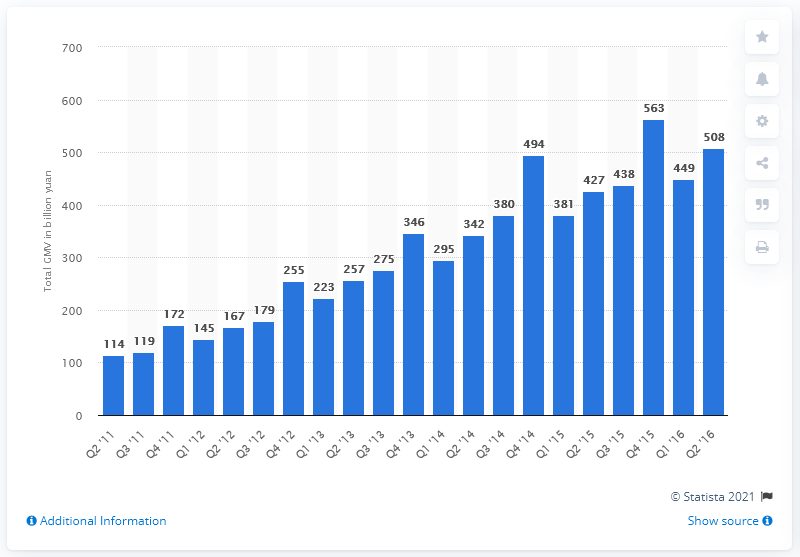 700
600
500
400
300
200
100
0
Total GMV in billion yuan
114
119
172
145
167
179
255
223
257
275
346
295
342
380
494
381
427
438
563
449
508
Q2 '11
Q3 '11
Q4 '11
Q1 '12
Q2 '12
Q3 '12
Q4 '12
Q1 '13
Q2 '13
Q3 '13
Q4 '13
Q1 '14
Q2 '14
Q3 '14
Q4 '14
Q1 '15
Q2 '15
Q3 '15
Q4 '15
Q1 '16
Q2 '16
© Statista 2021
Additional Information
Show source